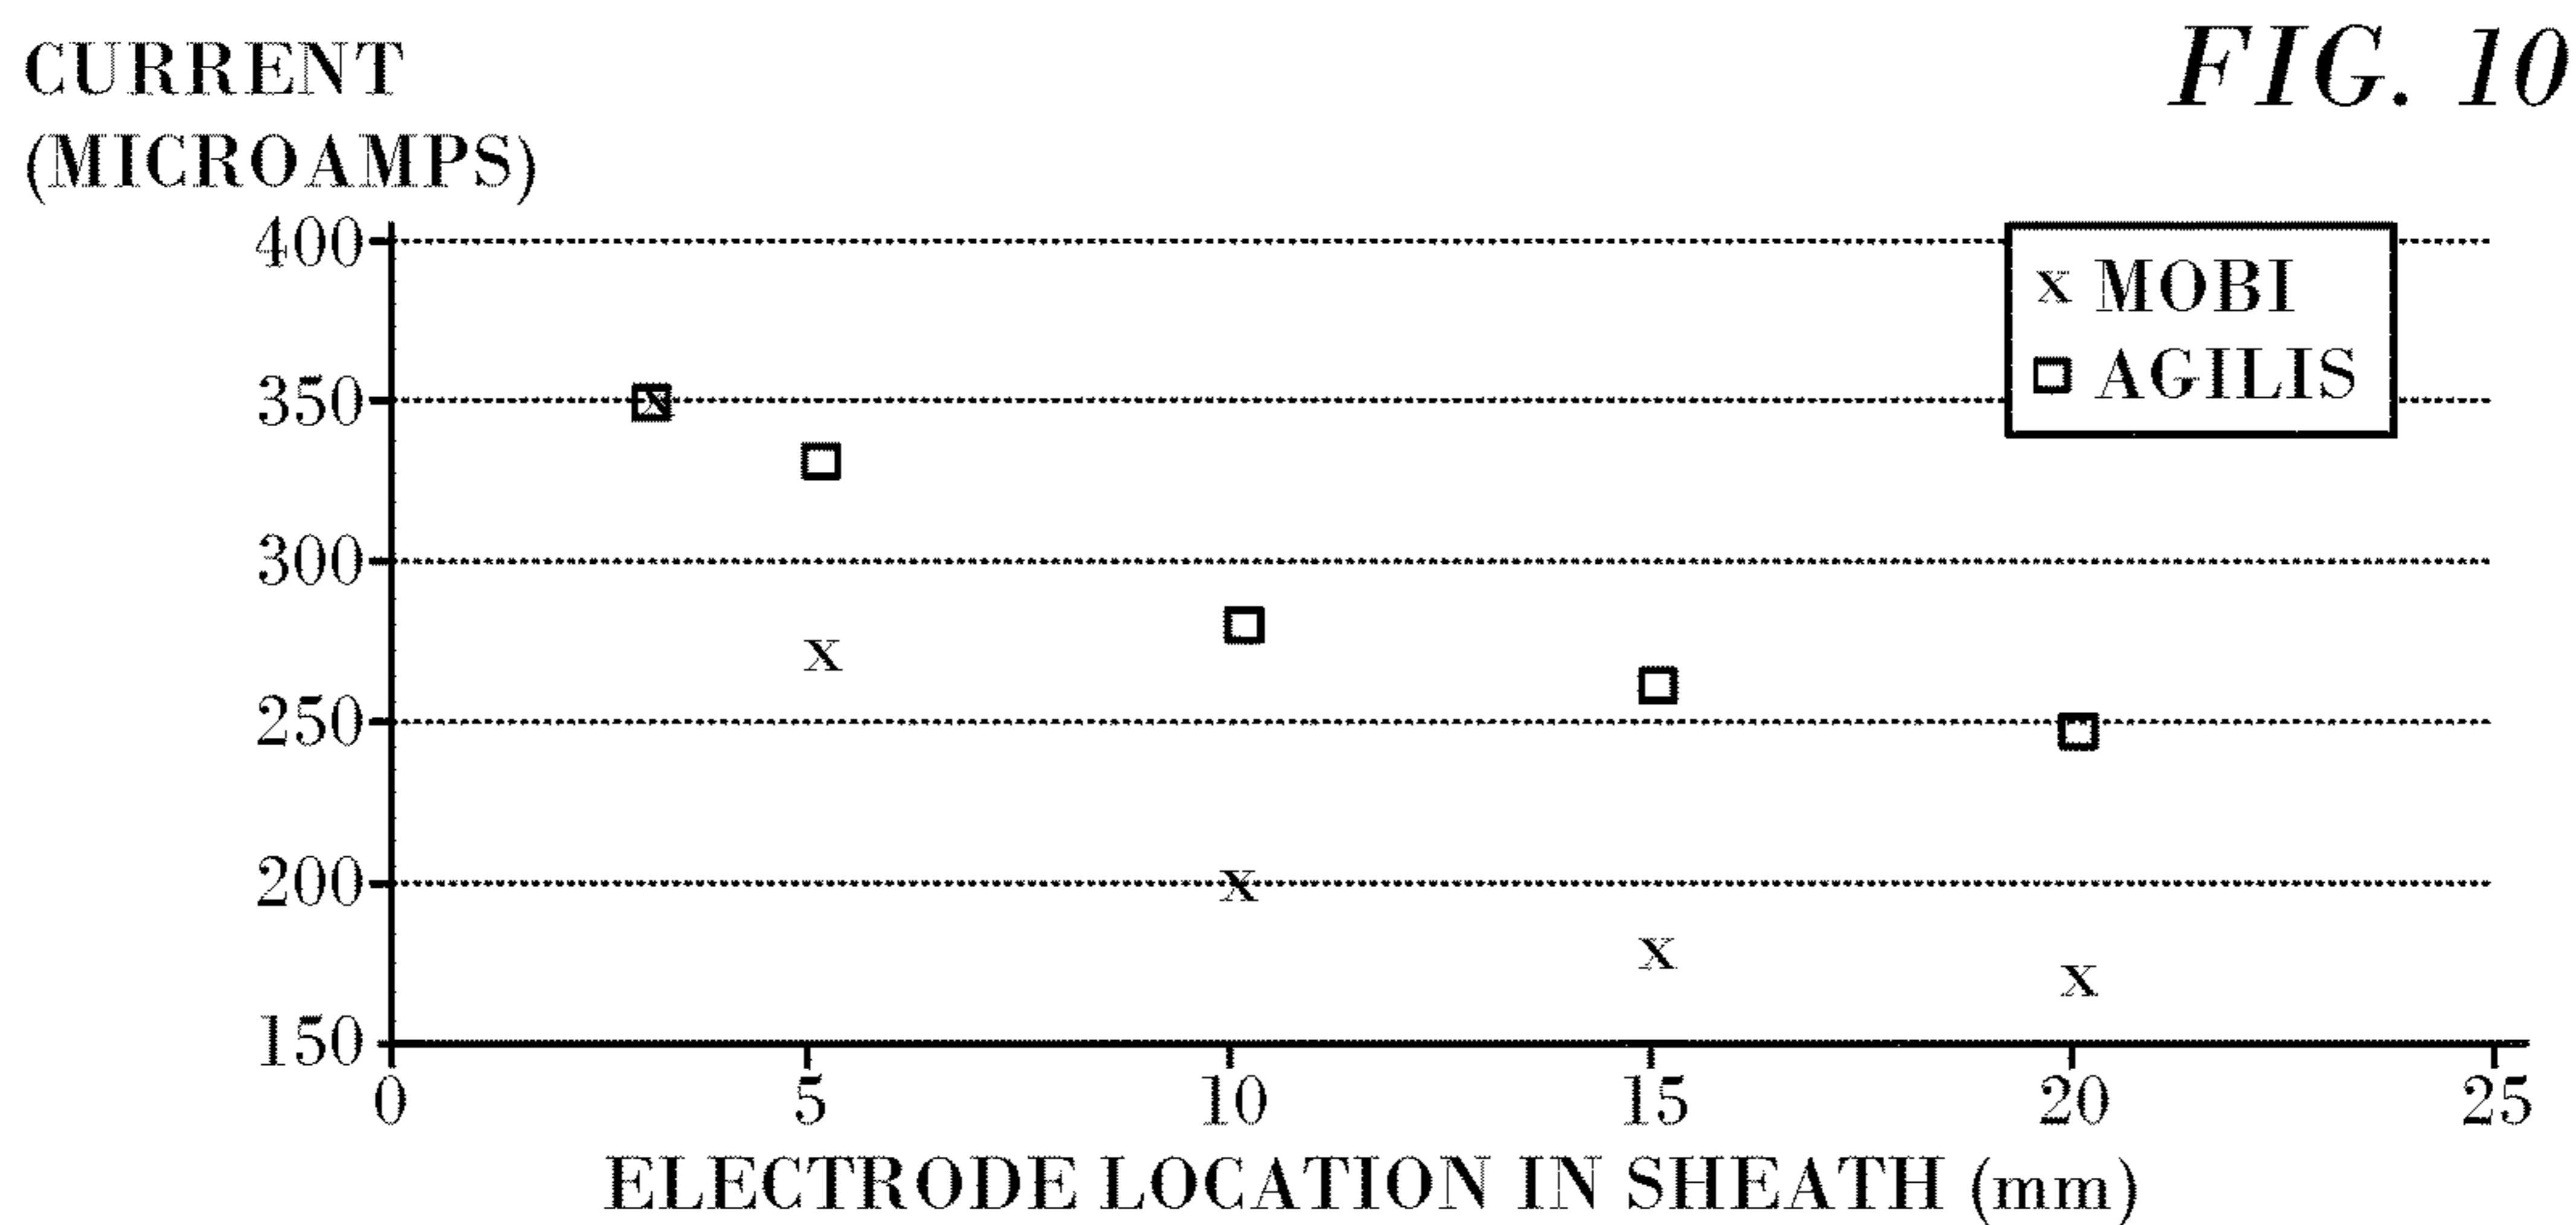 FIG. 10
CURRENT
(MICROAMPS)
400
350
300
250
200
150
0 5 10 15 20 25
x MOBI
AGILIS
ELECTRODE LOCATION IN SHEATH (mm)